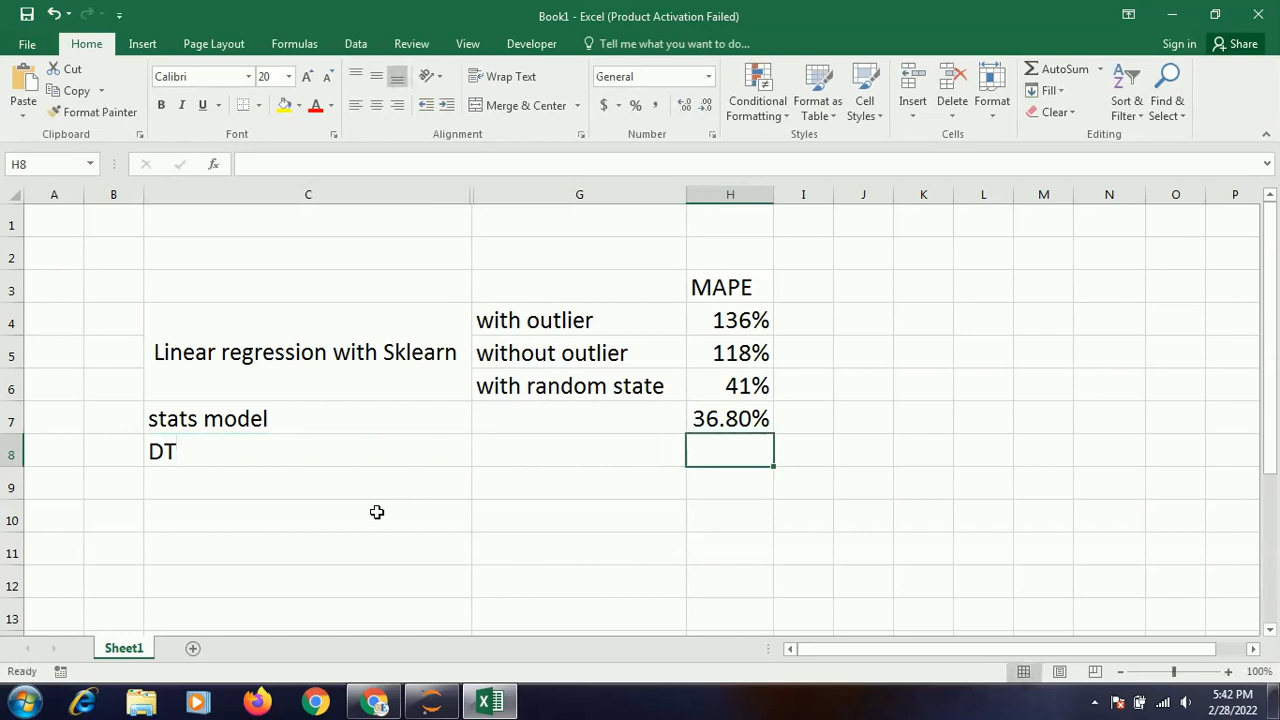 Book1 - Excel (Product Activation Failed)
File Home Insert Page Layout Formulas Data Review View Developer Tell me what you want to do... Sign in Share
Paste Cut Copy Format Painter
Clipboard
Calibri 20
B I U
Font
Wrap Text
Merge & Center
Alignment
General
$ % ,
Number
Conditional Formatting Format as Table Cell Styles
Styles
Insert Delete Format
Cells
AutoSum
Fill
Clear
Sort & Filter Find & Select
Editing
H8 fx
A B C G H I J K L M N O P
1
2
3 MAPE
4 with outlier 136%
5 Linear regression with Sklearn without outlier 118%
6 with random state 41%
7 stats model 36.80%
8 DT
9
10
11
12
13
Sheet1
Ready 100%
5:42 PM
2/28/2022